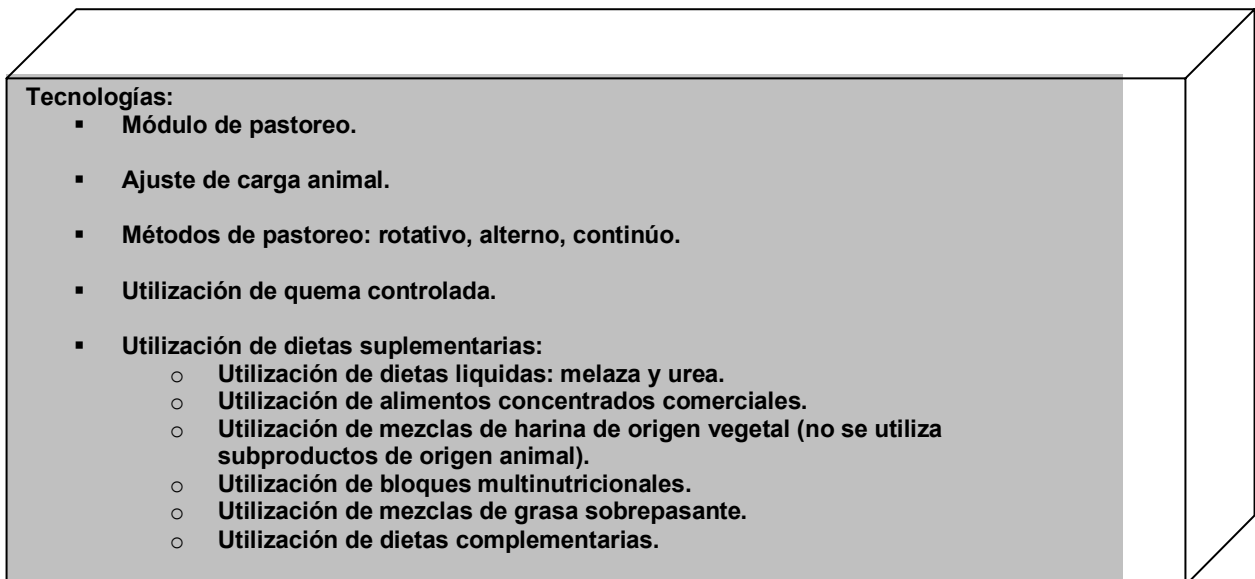 Tecnologías:
▪ Módulo de pastoreo.
▪ Ajuste de carga animal.
▪ Métodos de pastoreo: rotativo, alterno, continúo.
▪ Utilización de quema controlada.
▪ Utilización de dietas suplementarias:
o Utilización de dietas liquidas: melaza y urea.
o Utilización de alimentos concentrados comerciales.
o Utilización de mezclas de harina de origen vegetal (no se utiliza
subproductos de origen animal).
o Utilización de bloques multinutricionales.
o Utilización de mezclas de grasa sobrepasante.
o Utilización de dietas complementarias.